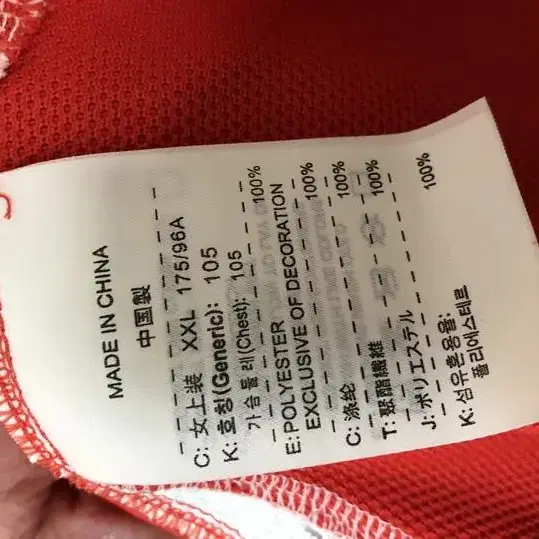 MADE IN CHINA
中国製
C: 女上装 XXL 175/96A
K: 호칭(Generic): 105
가슴둘레(Chest): 105
E: POLYESTER 100%
EXCLUSIVE OF DECORATION
C: 涤纶 100%
T: 聚酯纖維 100%
J: ポリエステル 100%
K: 섬유혼용율: 100%
폴리에스테르